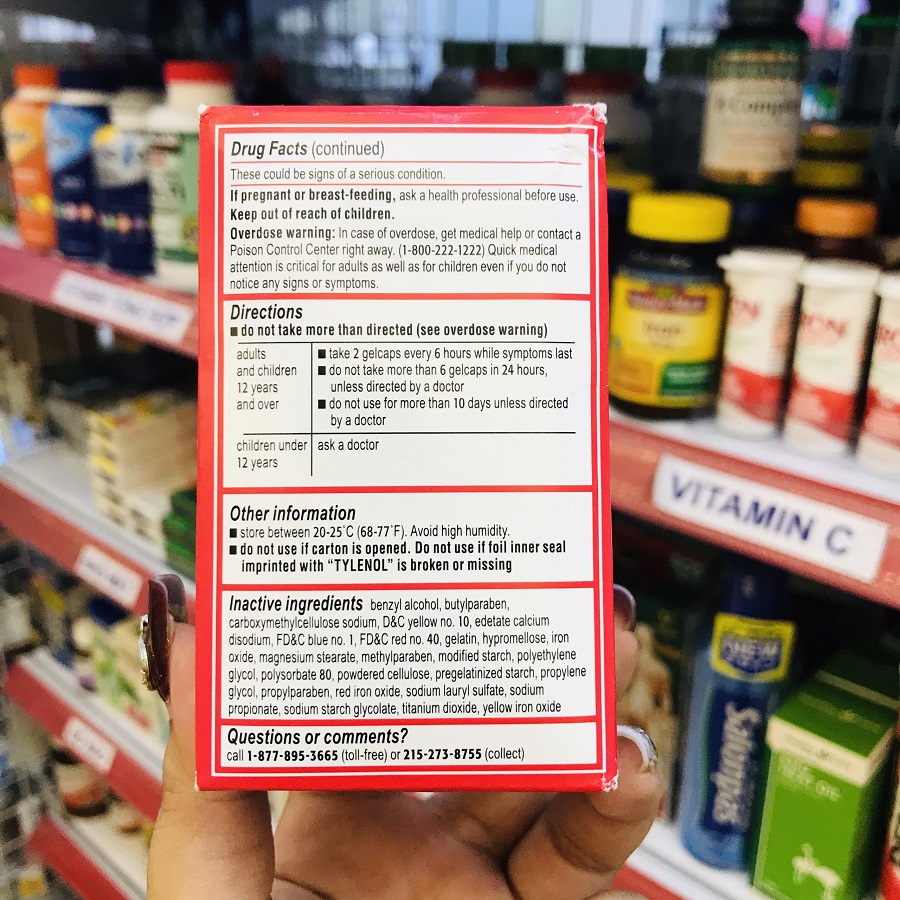 Drug Facts (continued)
These could be signs of a serious condition.
If pregnant or breast-feeding, ask a health professional before use.
Keep out of reach of children.
Overdose warning: In case of overdose, get medical help or contact a
Poison Control Center right away. (1-800-222-1222) Quick medical
attention is critical for adults as well as for children even if you do not
notice any signs or symptoms.
Directions
■ do not take more than directed (see overdose warning)
adults
and children
12 years
and over
■ take 2 gelcaps every 6 hours while symptoms last
■ do not take more than 6 gelcaps in 24 hours,
unless directed by a doctor
■ do not use for more than 10 days unless directed
by a doctor
children under
12 years
ask a doctor
Other information
■ store between 20-25°C (68-77°F). Avoid high humidity.
■ do not use if carton is opened. Do not use if foil inner seal
imprinted with “TYLENOL” is broken or missing
Inactive ingredients benzyl alcohol, butylparaben,
carboxymethylcellulose sodium, D&C yellow no. 10, edetate calcium
disodium, FD&C blue no. 1, FD&C red no. 40, gelatin, hypromellose, iron
oxide, magnesium stearate, methylparaben, modified starch, polyethylene
glycol, polysorbate 80, powdered cellulose, pregelatinized starch, propylene
glycol, propylparaben, red iron oxide, sodium lauryl sulfate, sodium
propionate, sodium starch glycolate, titanium dioxide, yellow iron oxide
Questions or comments?
call 1-877-895-3665 (toll-free) or 215-273-8755 (collect)
Iron
VITAMIN C